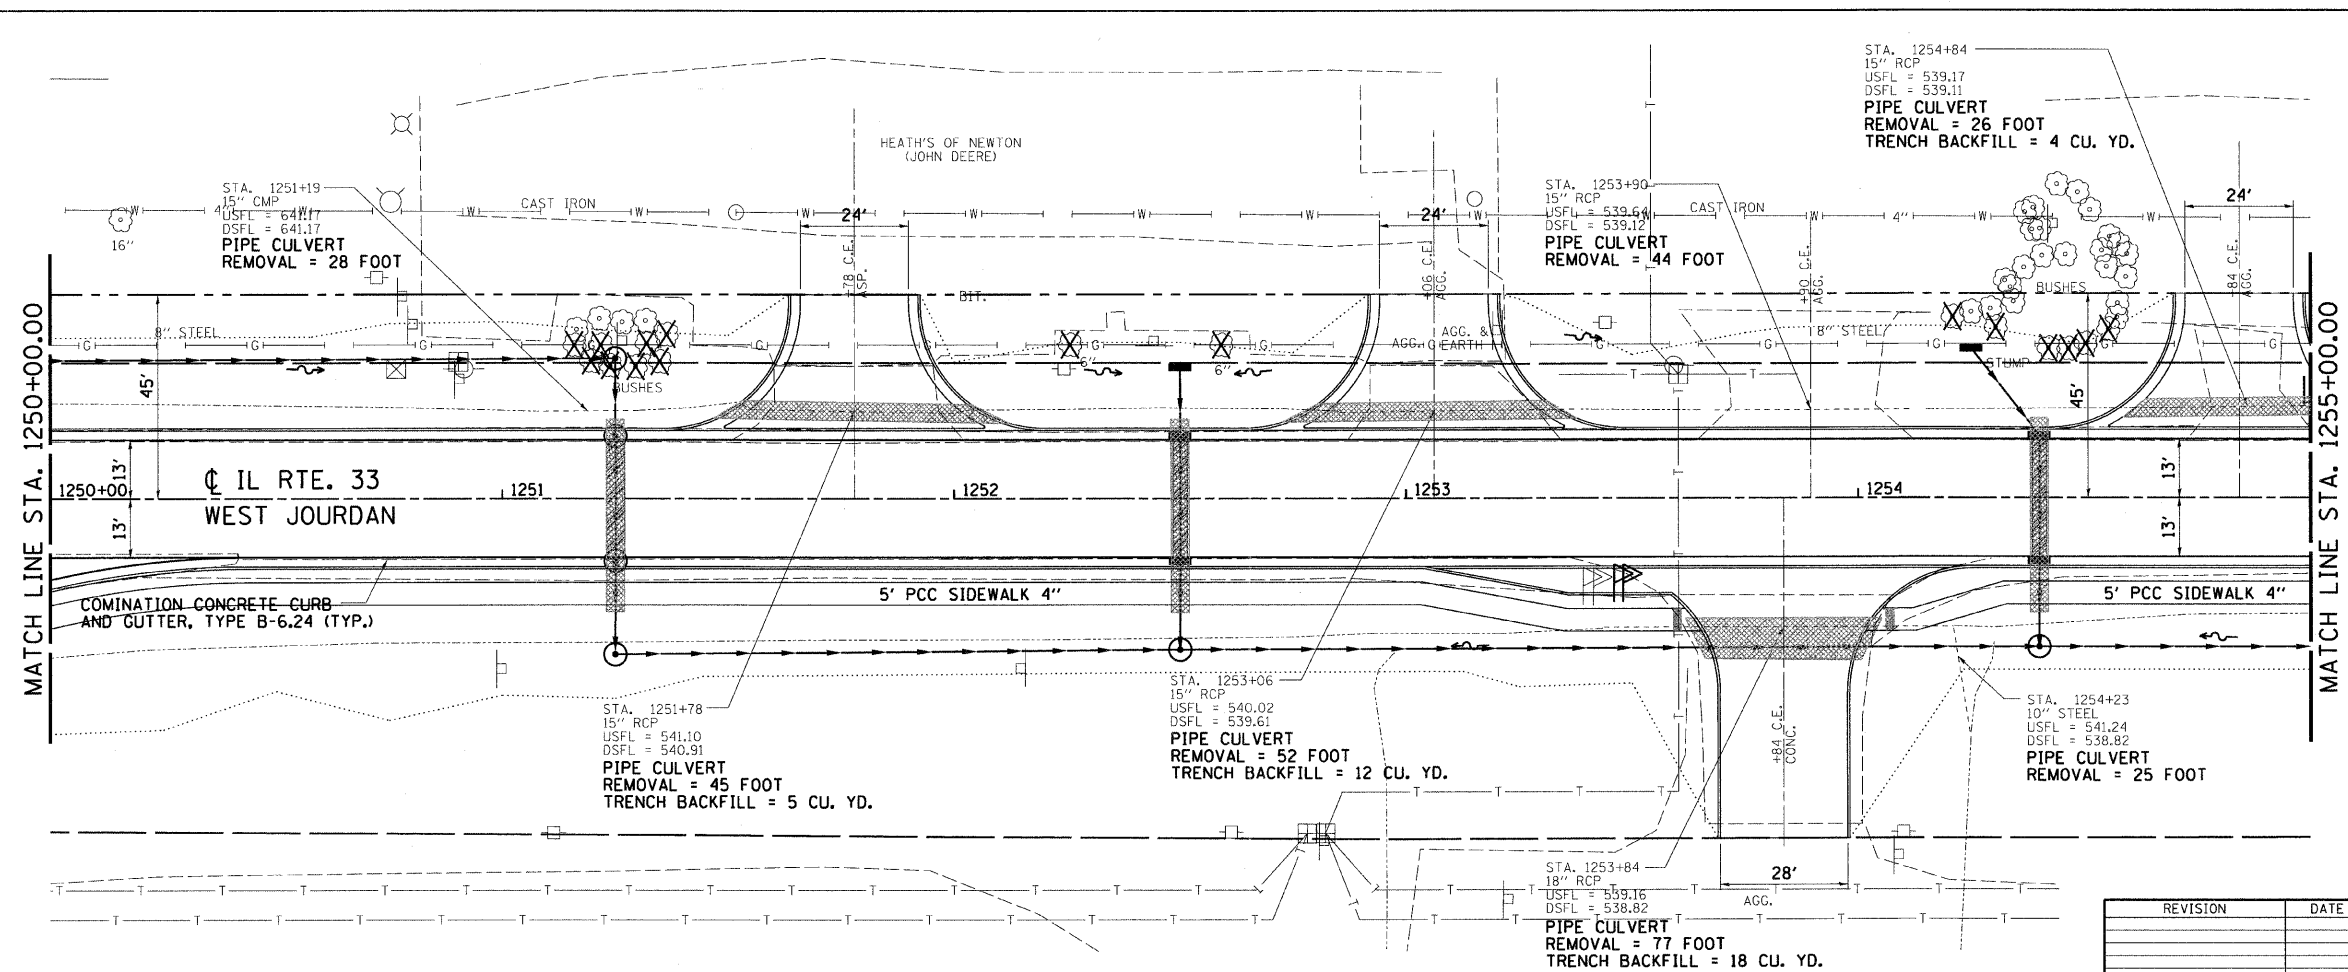 STA. 1254+84
15" RCP
USFL = 539.17
DSFL = 539.11
PIPE CULVERT
REMOVAL = 26 FOOT
TRENCH BACKFILL = 4 CU. YD.
HEATH'S OF NEWTON
(JOHN DEERE)
STA. 1251+19
15" CMP
USFL = 641.17
DSFL = 641.17
PIPE CULVERT
REMOVAL = 28 FOOT
STA. 1253+90
15" RCP
USFL = 539.64
DSFL = 539.12
PIPE CULVERT
REMOVAL = 44 FOOT
W
4"
W
CAST IRON
W
W
24'
W
W
W
24'
W
W
CAST IRON
W
4"
W
W
24'
W
16"
+78 C.E.
ASP.
+06 C.E.
AGG.
+90 C.E.
AGG.
+84 C.E.
AGG.
BIT.
BUSHES
8" STEEL
AGG. &
AGG.
EARTH
8" STEEL
G
G
G
G
G
G
G
G
G
G
G
G
G
6"
6"
STUMP
BUSHES
T
T
T
45'
45'
MATCH LINE STA. 1250+00.00
MATCH LINE STA. 1255+00.00
13'
13'
13'
13'
℄ IL RTE. 33
WEST JOURDAN
1250+00
1251
1252
1253
1254
COMINATION CONCRETE CURB
AND GUTTER, TYPE B-6.24 (TYP.)
5' PCC SIDEWALK 4"
5' PCC SIDEWALK 4"
STA. 1251+78
15" RCP
USFL = 541.10
DSFL = 540.91
PIPE CULVERT
REMOVAL = 45 FOOT
TRENCH BACKFILL = 5 CU. YD.
STA. 1253+06
15" RCP
USFL = 540.02
DSFL = 539.61
PIPE CULVERT
REMOVAL = 52 FOOT
TRENCH BACKFILL = 12 CU. YD.
+84 C.E.
CONC.
STA. 1254+23
10" STEEL
USFL = 541.24
DSFL = 538.82
PIPE CULVERT
REMOVAL = 25 FOOT
STA. 1253+84
18" RCP
USFL = 539.16
DSFL = 538.82
PIPE CULVERT
REMOVAL = 77 FOOT
TRENCH BACKFILL = 18 CU. YD.
28'
AGG.
REVISION
DATE